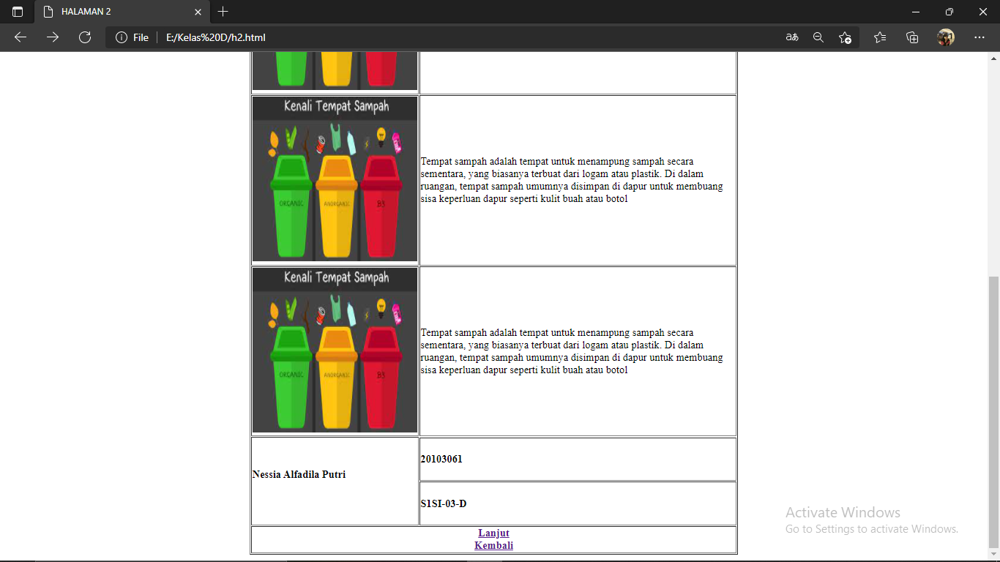 HALAMAN 2
File
E:/Kelas%20D/h2.html
Kenali Tempat Sampah
ORGANIC ANORGANIC B3
Tempat sampah adalah tempat untuk menampung sampah secara
sementara, yang biasanya terbuat dari logam atau plastik. Di dalam
ruangan, tempat sampah umumnya disimpan di dapur untuk membuang
sisa keperluan dapur seperti kulit buah atau botol
Kenali Tempat Sampah
ORGANIC ANORGANIC B3
Tempat sampah adalah tempat untuk menampung sampah secara
sementara, yang biasanya terbuat dari logam atau plastik. Di dalam
ruangan, tempat sampah umumnya disimpan di dapur untuk membuang
sisa keperluan dapur seperti kulit buah atau botol
Nessia Alfadila Putri
20103061
S1SI-03-D
Lanjut
Kembali
Activate Windows
Go to Settings to activate Windows.